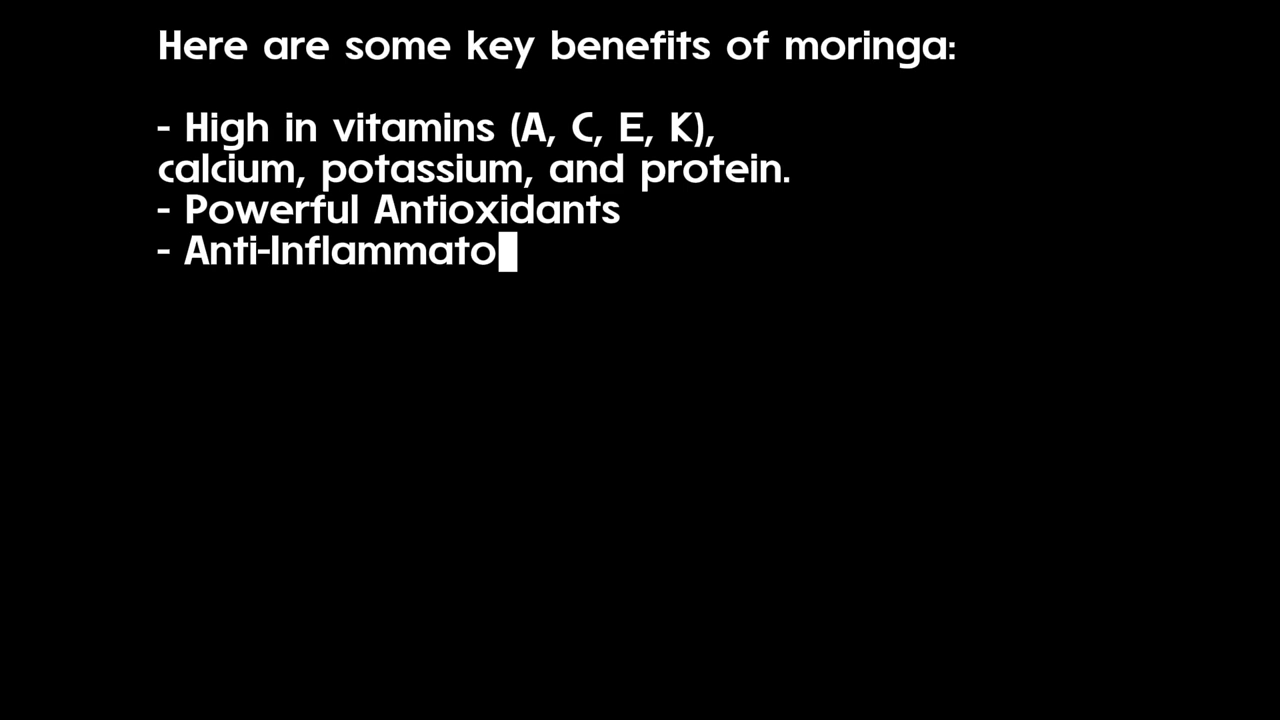 Here are some key benefits of moringa:
- High in vitamins (A, C, E, K),
calcium, potassium, and protein.
- Powerful Antioxidants
- Anti-Inflammato